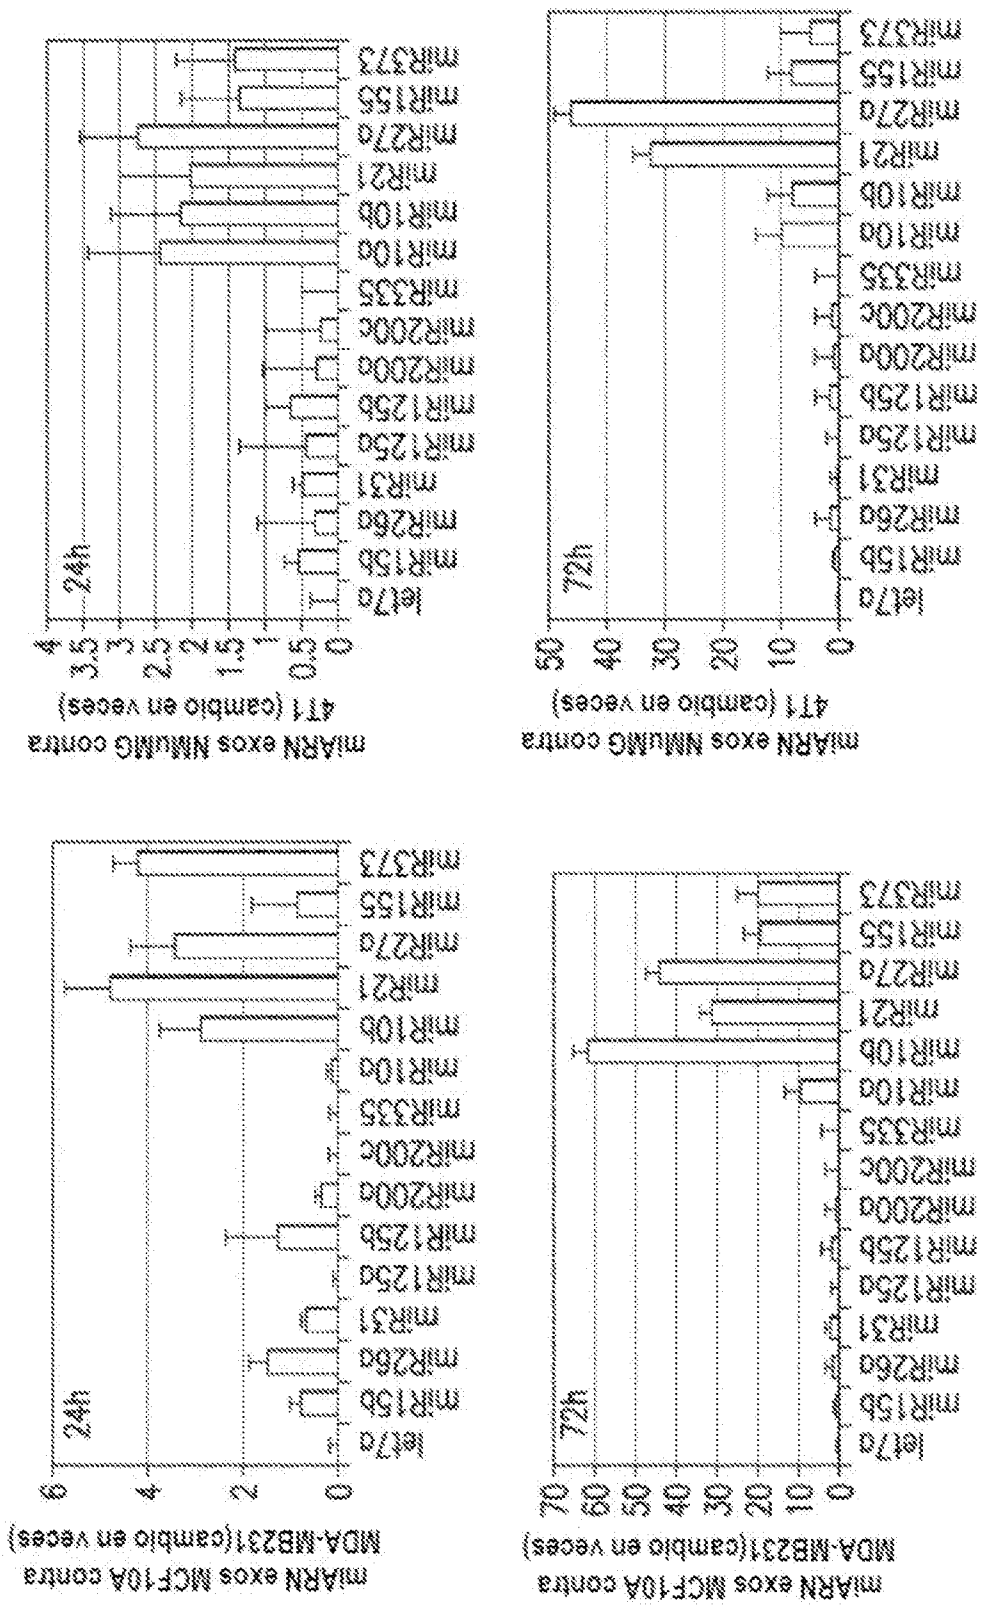 miARN exos MCF10A contra
MDA-MB231(cambio en veces)
6
4
2
0
24h
let7a
miR15b
miR26a
miR31
miR125a
miR125b
miR200a
miR200c
miR335
miR10a
miR10b
miR21
miR27a
miR155
miR373
miARN exos NMuMG contra
4T1 (cambio en veces)
4
3.5
3
2.5
2
1.5
1
0.5
0
24h
let7a
miR15b
miR26a
miR31
miR125a
miR125b
miR200a
miR200c
miR335
miR10a
miR10b
miR21
miR27a
miR155
miR373
miARN exos MCF10A contra
MDA-MB231(cambio en veces)
70
60
50
40
30
20
10
0
72h
let7a
miR15b
miR26a
miR31
miR125a
miR125b
miR200a
miR200c
miR335
miR10a
miR10b
miR21
miR27a
miR155
miR373
miARN exos NMuMG contra
4T1 (cambio en veces)
50
40
30
20
10
0
72h
let7a
miR15b
miR26a
miR31
miR125a
miR125b
miR200a
miR200c
miR335
miR10a
miR10b
miR21
miR27a
miR155
miR373